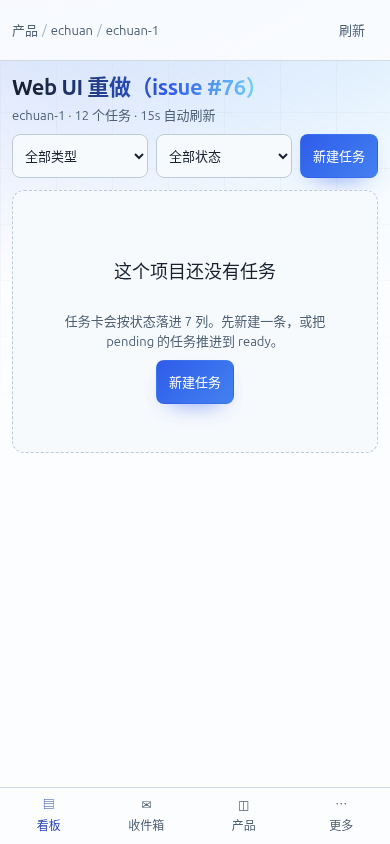 产品 / echuan / echuan-1
刷新
Web UI 重做（issue #76）
echuan-1 · 12 个任务 · 15s 自动刷新
全部类型
全部状态
新建任务
这个项目还没有任务
任务卡会按状态落进 7 列。先新建一条，或把
pending 的任务推进到 ready。
新建任务
看板
收件箱
产品
更多